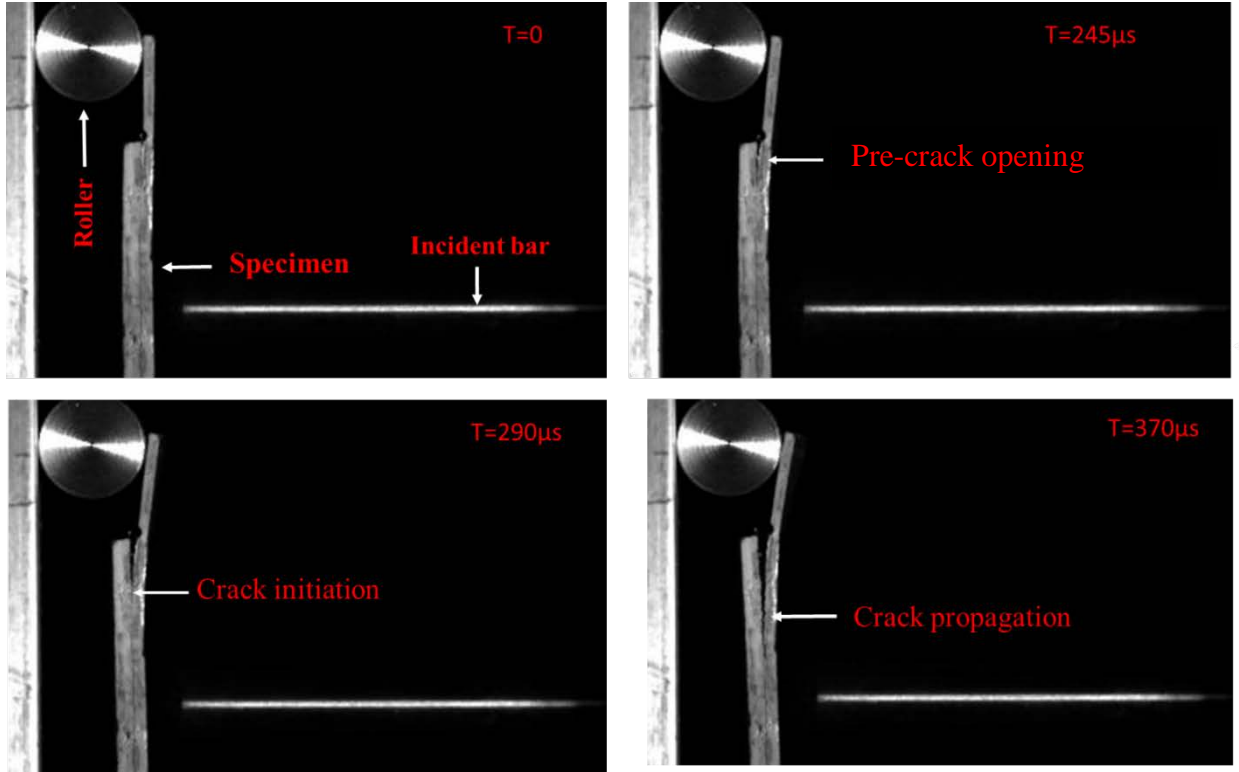 T=0
Roller
Specimen
Incident bar
T=245μs
Pre-crack opening
T=290μs
Crack initiation
T=370μs
Crack propagation